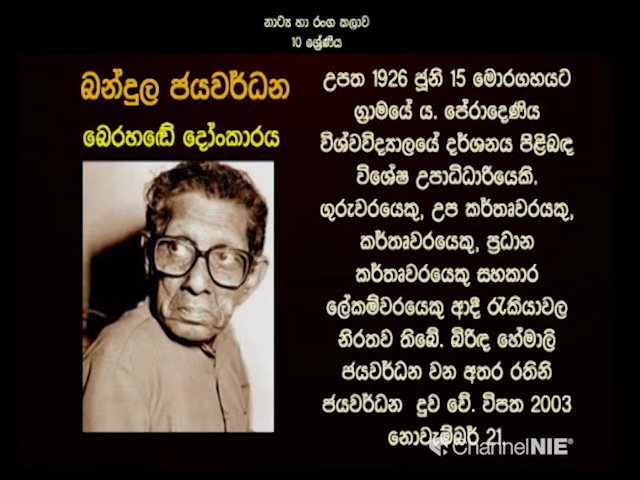 නාට්‍ය හා රංග කලාව
10 ශ්‍රේණිය
බන්දුල ජයවර්ධන
බෙරහඬේ දෝංකාරය
උපත 1926 ජූනි 15 මොරගහයට
ග්‍රාමයේ ය. පේරාදෙණිය
විශ්වවිද්‍යාලයේ දර්ශනය පිළිබඳ
විශේෂ උපාධිධාරියෙකි.
ගුරුවරයෙකු, උප කර්තෘවරයකු,
කර්තෘවරයෙකු, ප්‍රධාන
කර්තෘවරයෙකු සහකාර
ලේකම්වරයෙකු ආදී රැකියාවල
නිරතව තිබේ. බිරිඳ හේමාලි
ජයවර්ධන වන අතර රතිනි
ජයවර්ධන දුව වේ. විපත 2003
නොවැම්බර් 21.
ChannelNIE®